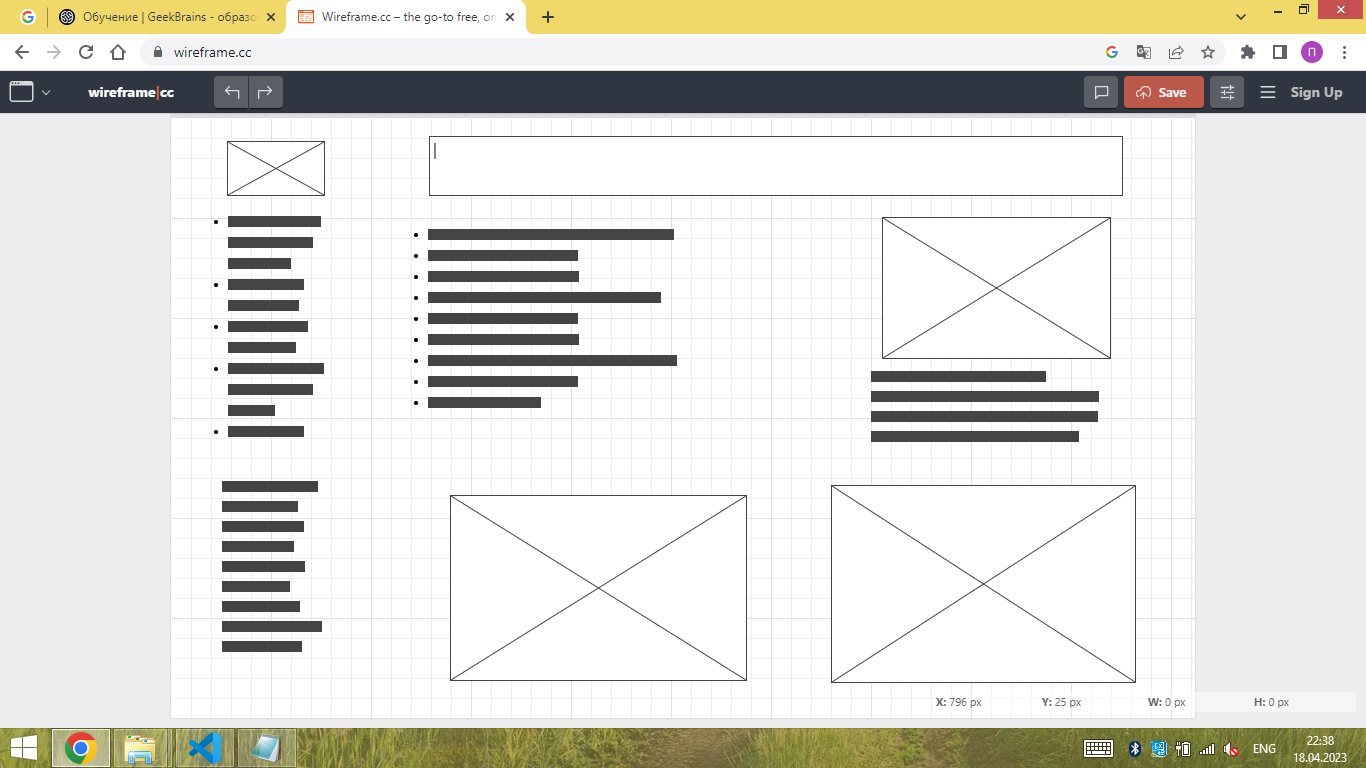 Обучение | GeekBrains - образо
Wireframe.cc – the go-to free, on
wireframe.cc
П
wireframe|cc
Save
Sign Up
X: 796 px
Y: 25 px
W: 0 px
H: 0 px
ENG
22:38
18.04.2023